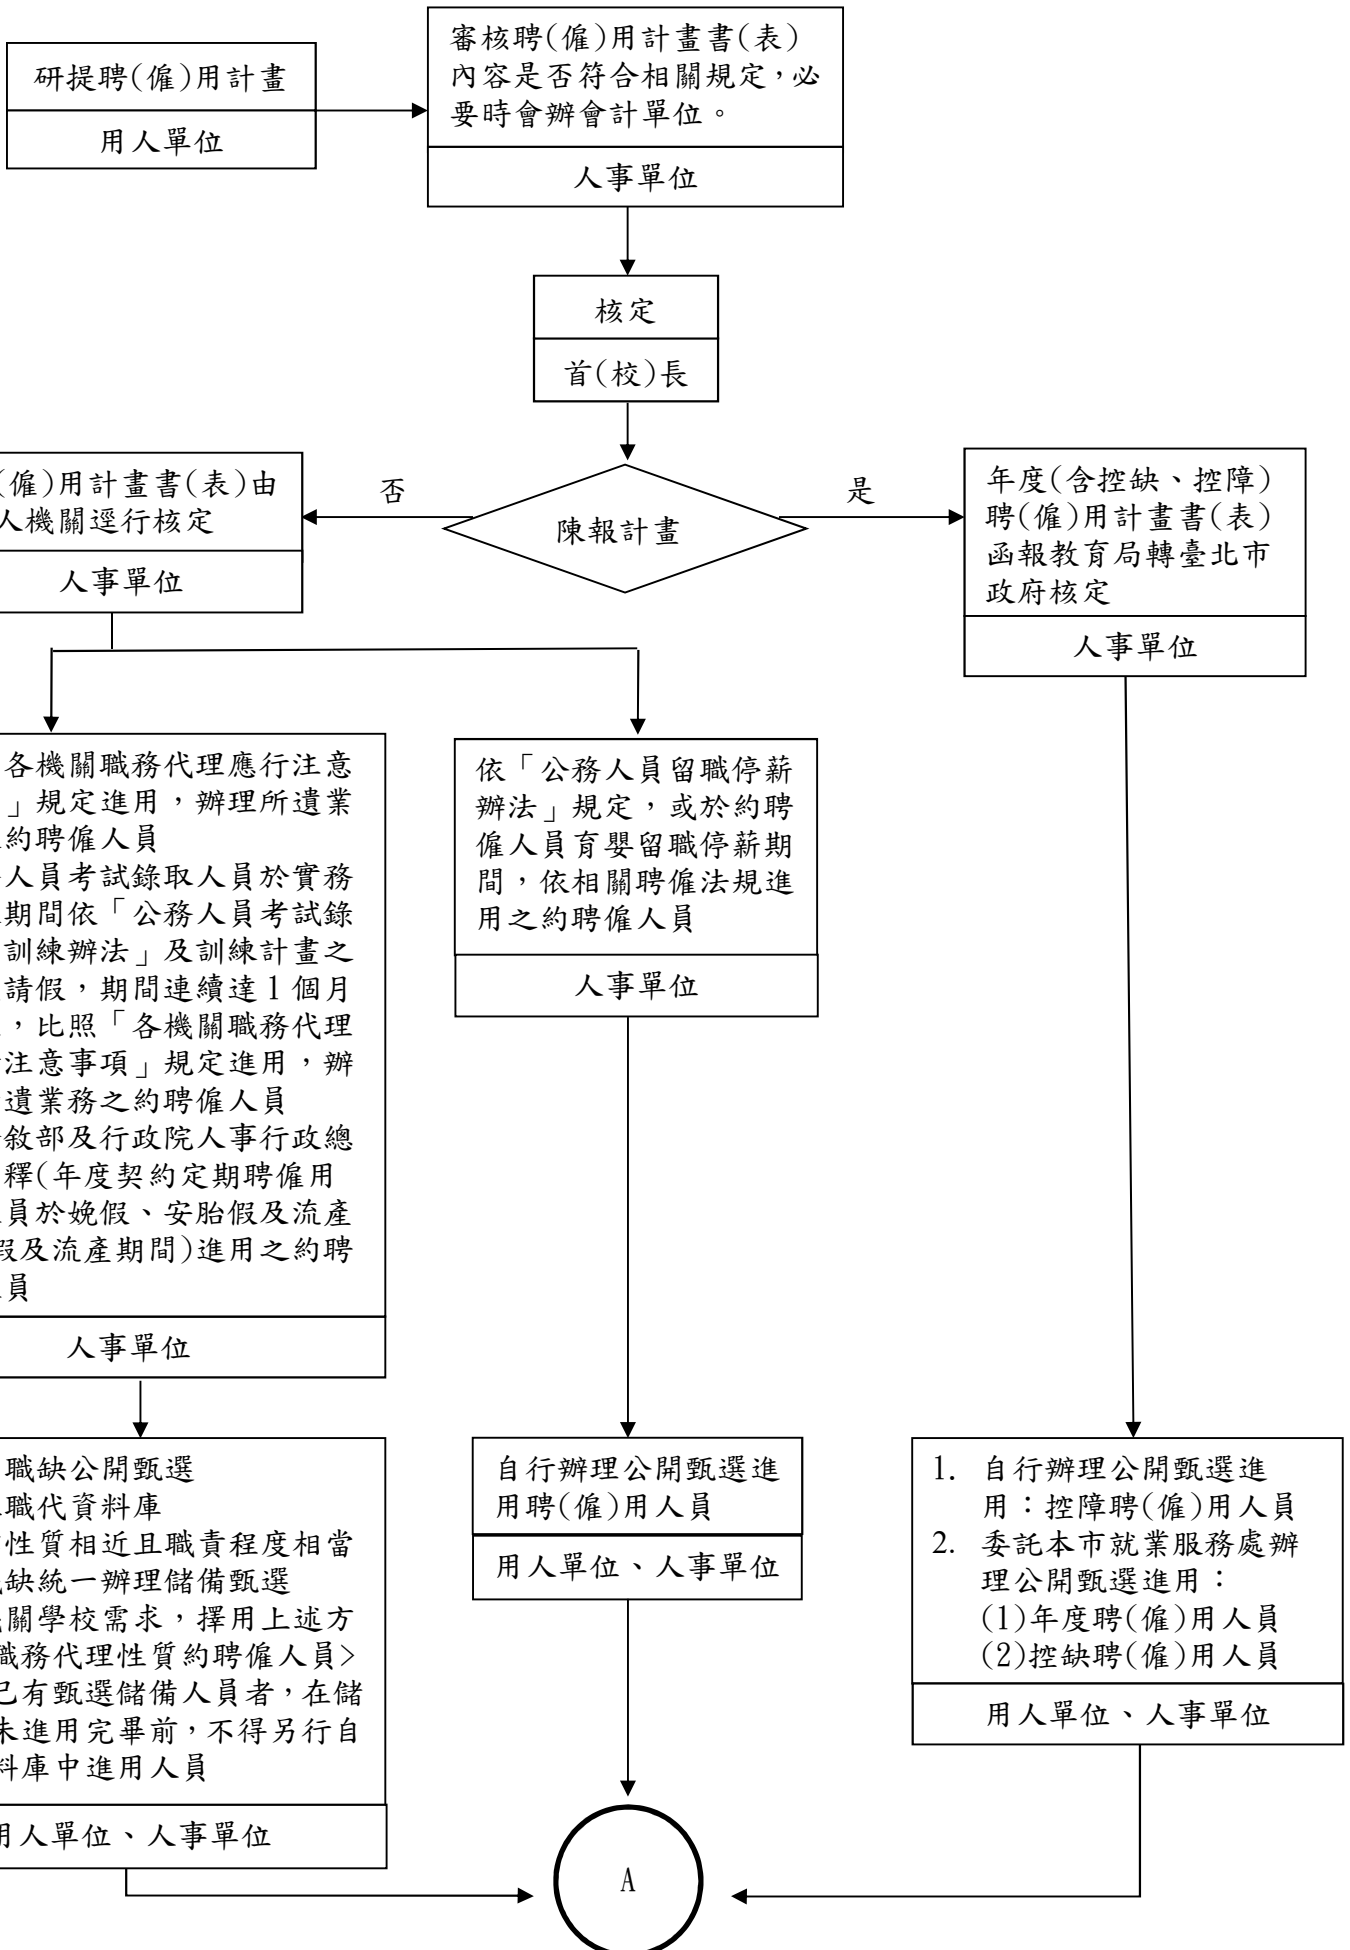 研提聘(僱)用計畫
用人單位
審核聘(僱)用計畫書(表)
內容是否符合相關規定，必
要時會辦會計單位。
人事單位
核定
首(校)長
陳報計畫
否
是
(僱)用計畫書(表)由
人機關逕行核定
人事單位
年度(含控缺、控障)
聘(僱)用計畫書(表)
函報教育局轉臺北市
政府核定
人事單位
各機關職務代理應行注意
」規定進用，辦理所遺業
約聘僱人員
人員考試錄取人員於實務
期間依「公務人員考試錄
訓練辦法」及訓練計畫之
請假，期間連續達1個月
，比照「各機關職務代理
注意事項」規定進用，辦
遺業務之約聘僱人員
敘部及行政院人事行政總
釋(年度契約定期聘僱用
員於娩假、安胎假及流產
假及流產期間)進用之約聘
員
人事單位
依「公務人員留職停薪
辦法」規定，或於約聘
僱人員育嬰留職停薪期
間，依相關聘僱法規進
用之約聘僱人員
人事單位
職缺公開甄選
職代資料庫
性質相近且職責程度相當
缺統一辦理儲備甄選
關學校需求，擇用上述方
職務代理性質約聘僱人員>
已有甄選儲備人員者，在儲
未進用完畢前，不得另行自
料庫中進用人員
用人單位、人事單位
自行辦理公開甄選進
用聘(僱)用人員
用人單位、人事單位
1. 自行辦理公開甄選進
用：控障聘(僱)用人員
2. 委託本市就業服務處辦
理公開甄選進用：
(1)年度聘(僱)用人員
(2)控缺聘(僱)用人員
用人單位、人事單位
A